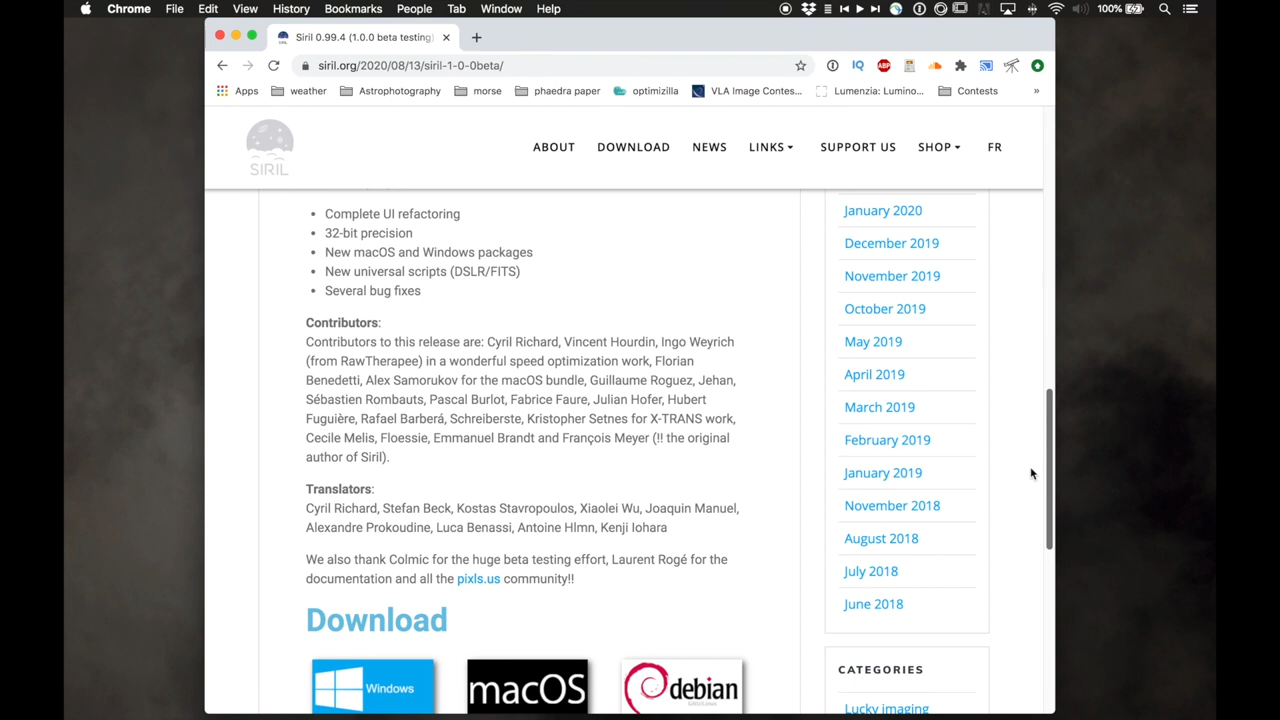 Chrome File Edit View History Bookmarks People Tab Window Help 100%
Siril 0.99.4 (1.0.0 beta testing)
siril.org/2020/08/13/siril-1-0-0beta/
IQ ABP
Apps weather Astrophotography morse phaedra paper optimizilla VLA Image Contes... Lumenzia: Lumino... Contests »
SIRIL
ABOUT DOWNLOAD NEWS LINKS SUPPORT US SHOP FR
• Complete UI refactoring
• 32-bit precision
• New macOS and Windows packages
• New universal scripts (DSLR/FITS)
• Several bug fixes
Contributors:
Contributors to this release are: Cyril Richard, Vincent Hourdin, Ingo Weyrich
(from RawTherapee) in a wonderful speed optimization work, Florian
Benedetti, Alex Samorukov for the macOS bundle, Guillaume Roguez, Jehan,
Sébastien Rombauts, Pascal Burlot, Fabrice Faure, Julian Hofer, Hubert
Fuguière, Rafael Barberá, Schreiberste, Kristopher Setnes for X-TRANS work,
Cecile Melis, Floessie, Emmanuel Brandt and François Meyer (!! the original
author of Siril).
Translators:
Cyril Richard, Stefan Beck, Kostas Stavropoulos, Xiaolei Wu, Joaquin Manuel,
Alexandre Prokoudine, Luca Benassi, Antoine Hlmn, Kenji Iohara
We also thank Colmic for the huge beta testing effort, Laurent Rogé for the
documentation and all the pixls.us community!!
Download
Windows
macOS
debian
January 2020
December 2019
November 2019
October 2019
May 2019
April 2019
March 2019
February 2019
January 2019
November 2018
August 2018
July 2018
June 2018
CATEGORIES
Lucky imaging